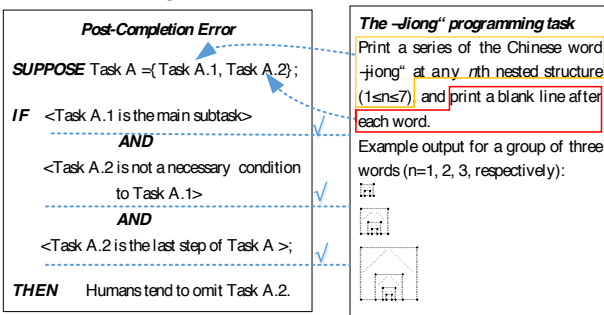 Post-Completion Error
SUPPOSE Task A ={ Task A.1, Task A.2};
IF <Task A.1 is the main subtask>
√
AND
<Task A.2 is not a necessary condition
to Task A.1>
√
AND
<Task A.2 is the last step of Task A >;
√
THEN Humans tend to omit Task A.2.
The ―Jiong‖ programming task
Print a series of the Chinese word
―jiong‖ at any nth nested structure
(1≤n≤7), and print a blank line after
each word.
Example output for a group of three
words (n=1, 2, 3, respectively):